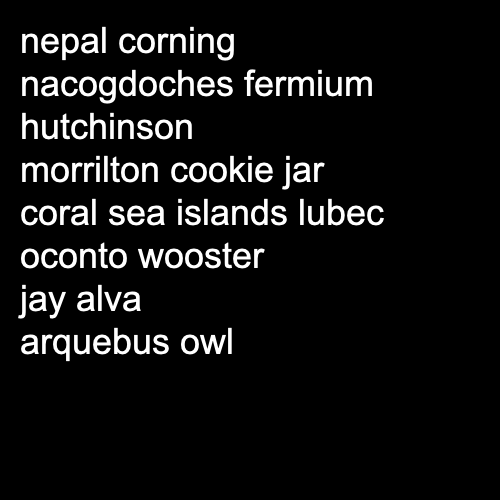 nepal corning
nacogdoches fermium
hutchinson
morrilton cookie jar
coral sea islands lubec
oconto wooster
jay alva
arquebus owl